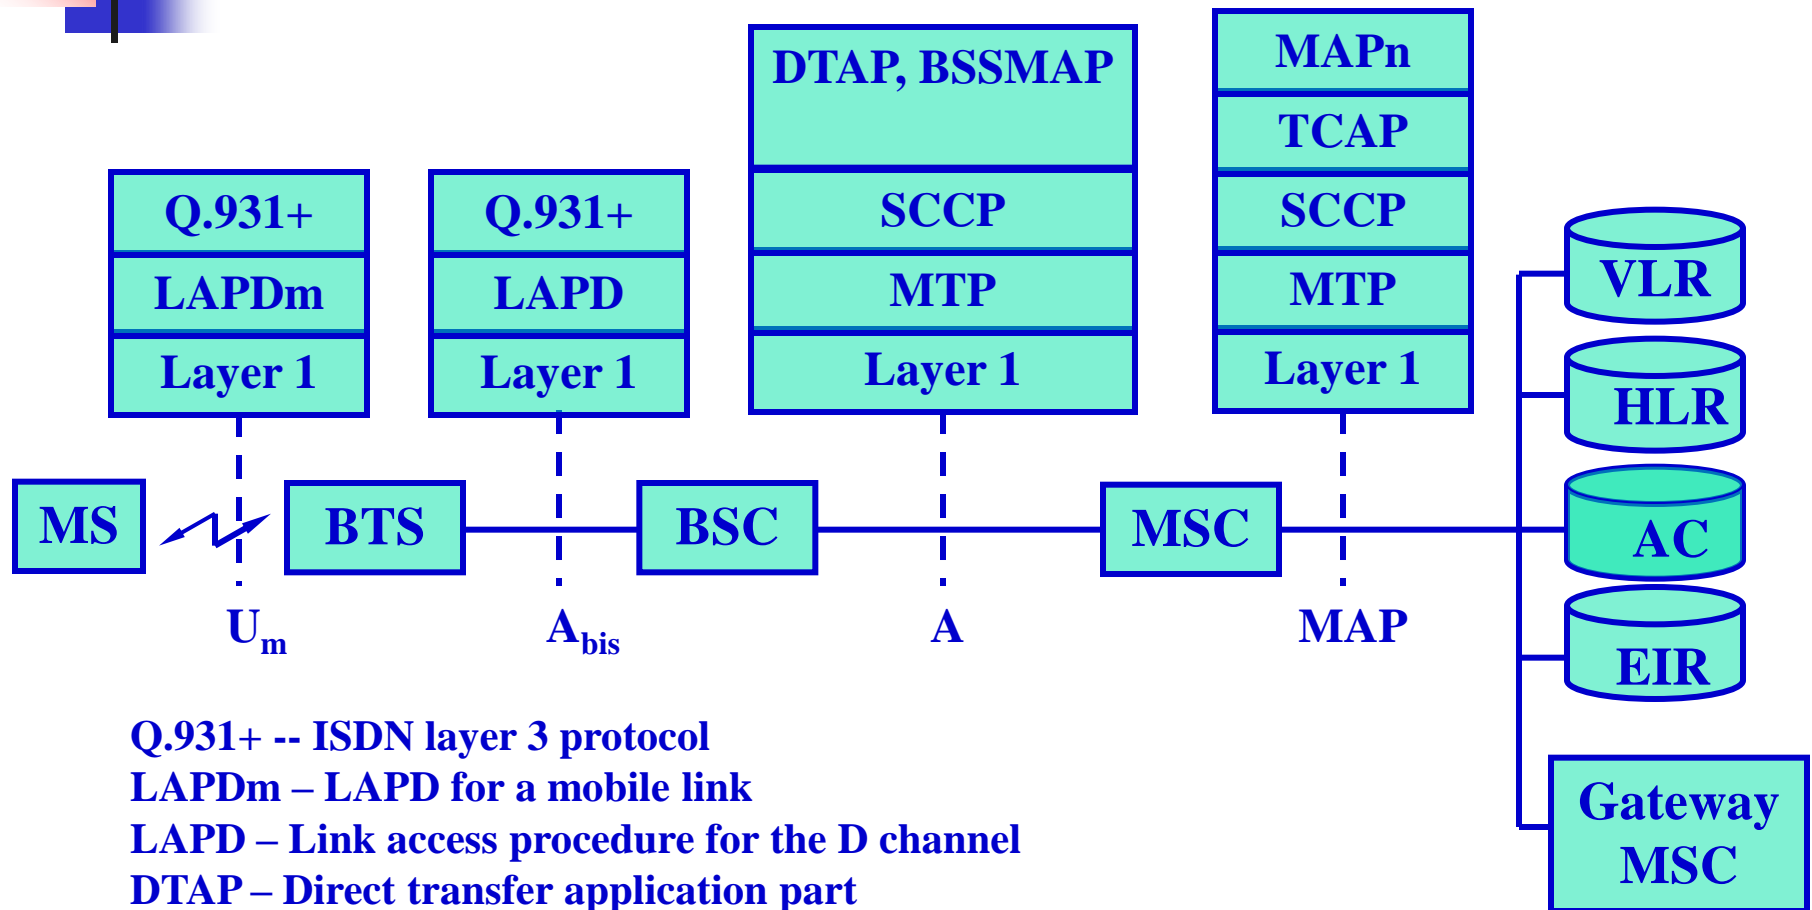 DTAP, BSSMAP
SCCP
MTP
Layer 1
MAPn
TCAP
SCCP
MTP
Layer 1
Q.931+
LAPDm
Layer 1
Q.931+
LAPD
Layer 1
VLR
HLR
AC
EIR
Gateway
MSC
MS
BTS
BSC
MSC
Um
Abis
A
MAP
Q.931+ -- ISDN layer 3 protocol
LAPDm – LAPD for a mobile link
LAPD – Link access procedure for the D channel
DTAP – Direct transfer application part